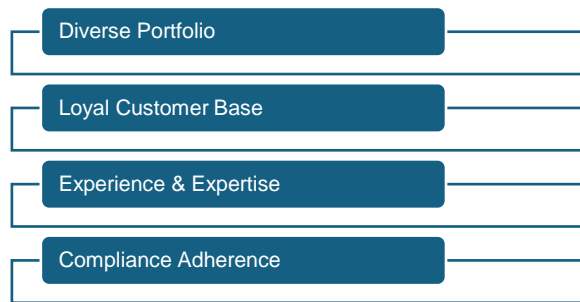 Diverse Portfolio
Loyal Customer Base
Experience & Expertise
Compliance Adherence